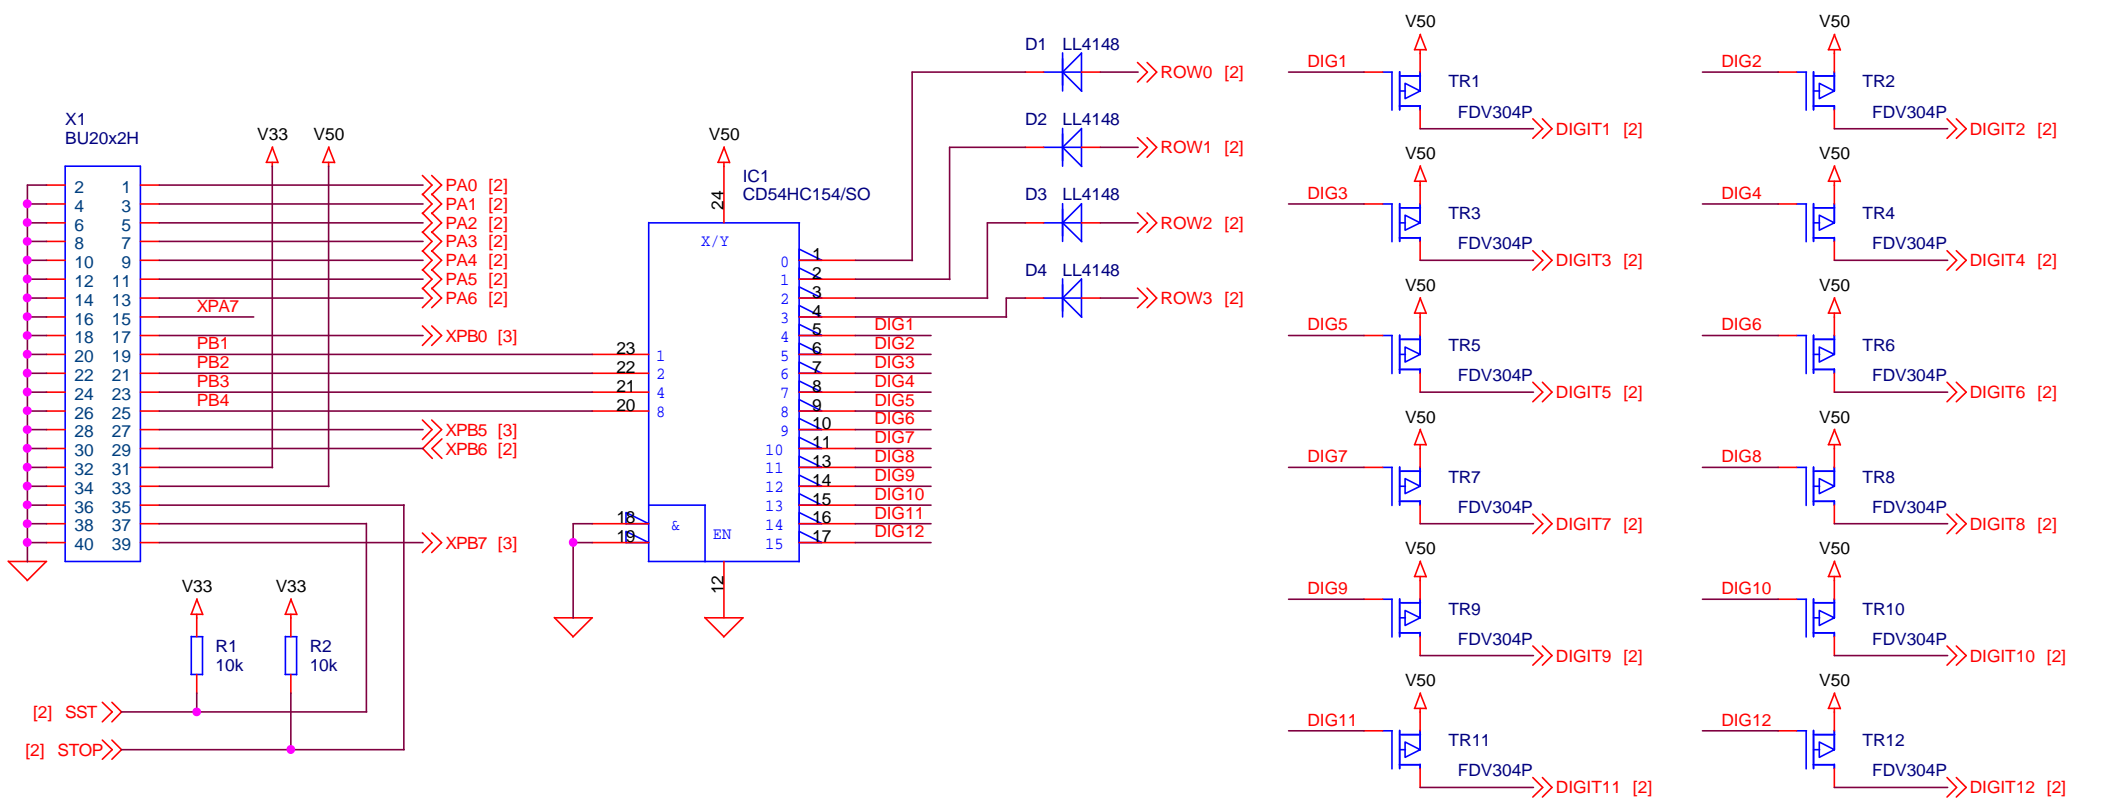 X1
BU20x2H
V33 V50
2 1 PA0 [2]
4 3 PA1 [2]
6 5 PA2 [2]
8 7 PA3 [2]
10 9 PA4 [2]
12 11 PA5 [2]
14 13 PA6 [2]
16 15 XPA7
18 17 XPB0 [3]
20 19 PB1
22 21 PB2
24 23 PB3
26 25 PB4
28 27 XPB5 [3]
30 29 XPB6 [2]
32 31
34 33
36 35
38 37
40 39 XPB7 [3]
V33 V33
R1
10k
R2
10k
[2] SST
[2] STOP
V50
24
IC1
CD54HC154/SO
X/Y
23 1
22 2
21 4
20 8
18
19
&
EN
12
0 1
1 2
2 3
3 4
4 5 DIG1
5 6 DIG2
6 7 DIG3
7 8 DIG4
8 9 DIG5
9 10 DIG6
10 11 DIG7
11 13 DIG8
12 14 DIG9
13 15 DIG10
14 16 DIG11
15 17 DIG12
D1 LL4148
ROW0 [2]
D2 LL4148
ROW1 [2]
D3 LL4148
ROW2 [2]
D4 LL4148
ROW3 [2]
V50
DIG1
TR1
FDV304P
DIGIT1 [2]
V50
DIG2
TR2
FDV304P
DIGIT2 [2]
V50
DIG3
TR3
FDV304P
DIGIT3 [2]
V50
DIG4
TR4
FDV304P
DIGIT4 [2]
V50
DIG5
TR5
FDV304P
DIGIT5 [2]
V50
DIG6
TR6
FDV304P
DIGIT6 [2]
V50
DIG7
TR7
FDV304P
DIGIT7 [2]
V50
DIG8
TR8
FDV304P
DIGIT8 [2]
V50
DIG9
TR9
FDV304P
DIGIT9 [2]
V50
DIG10
TR10
FDV304P
DIGIT10 [2]
V50
DIG11
TR11
FDV304P
DIGIT11 [2]
V50
DIG12
TR12
FDV304P
DIGIT12 [2]